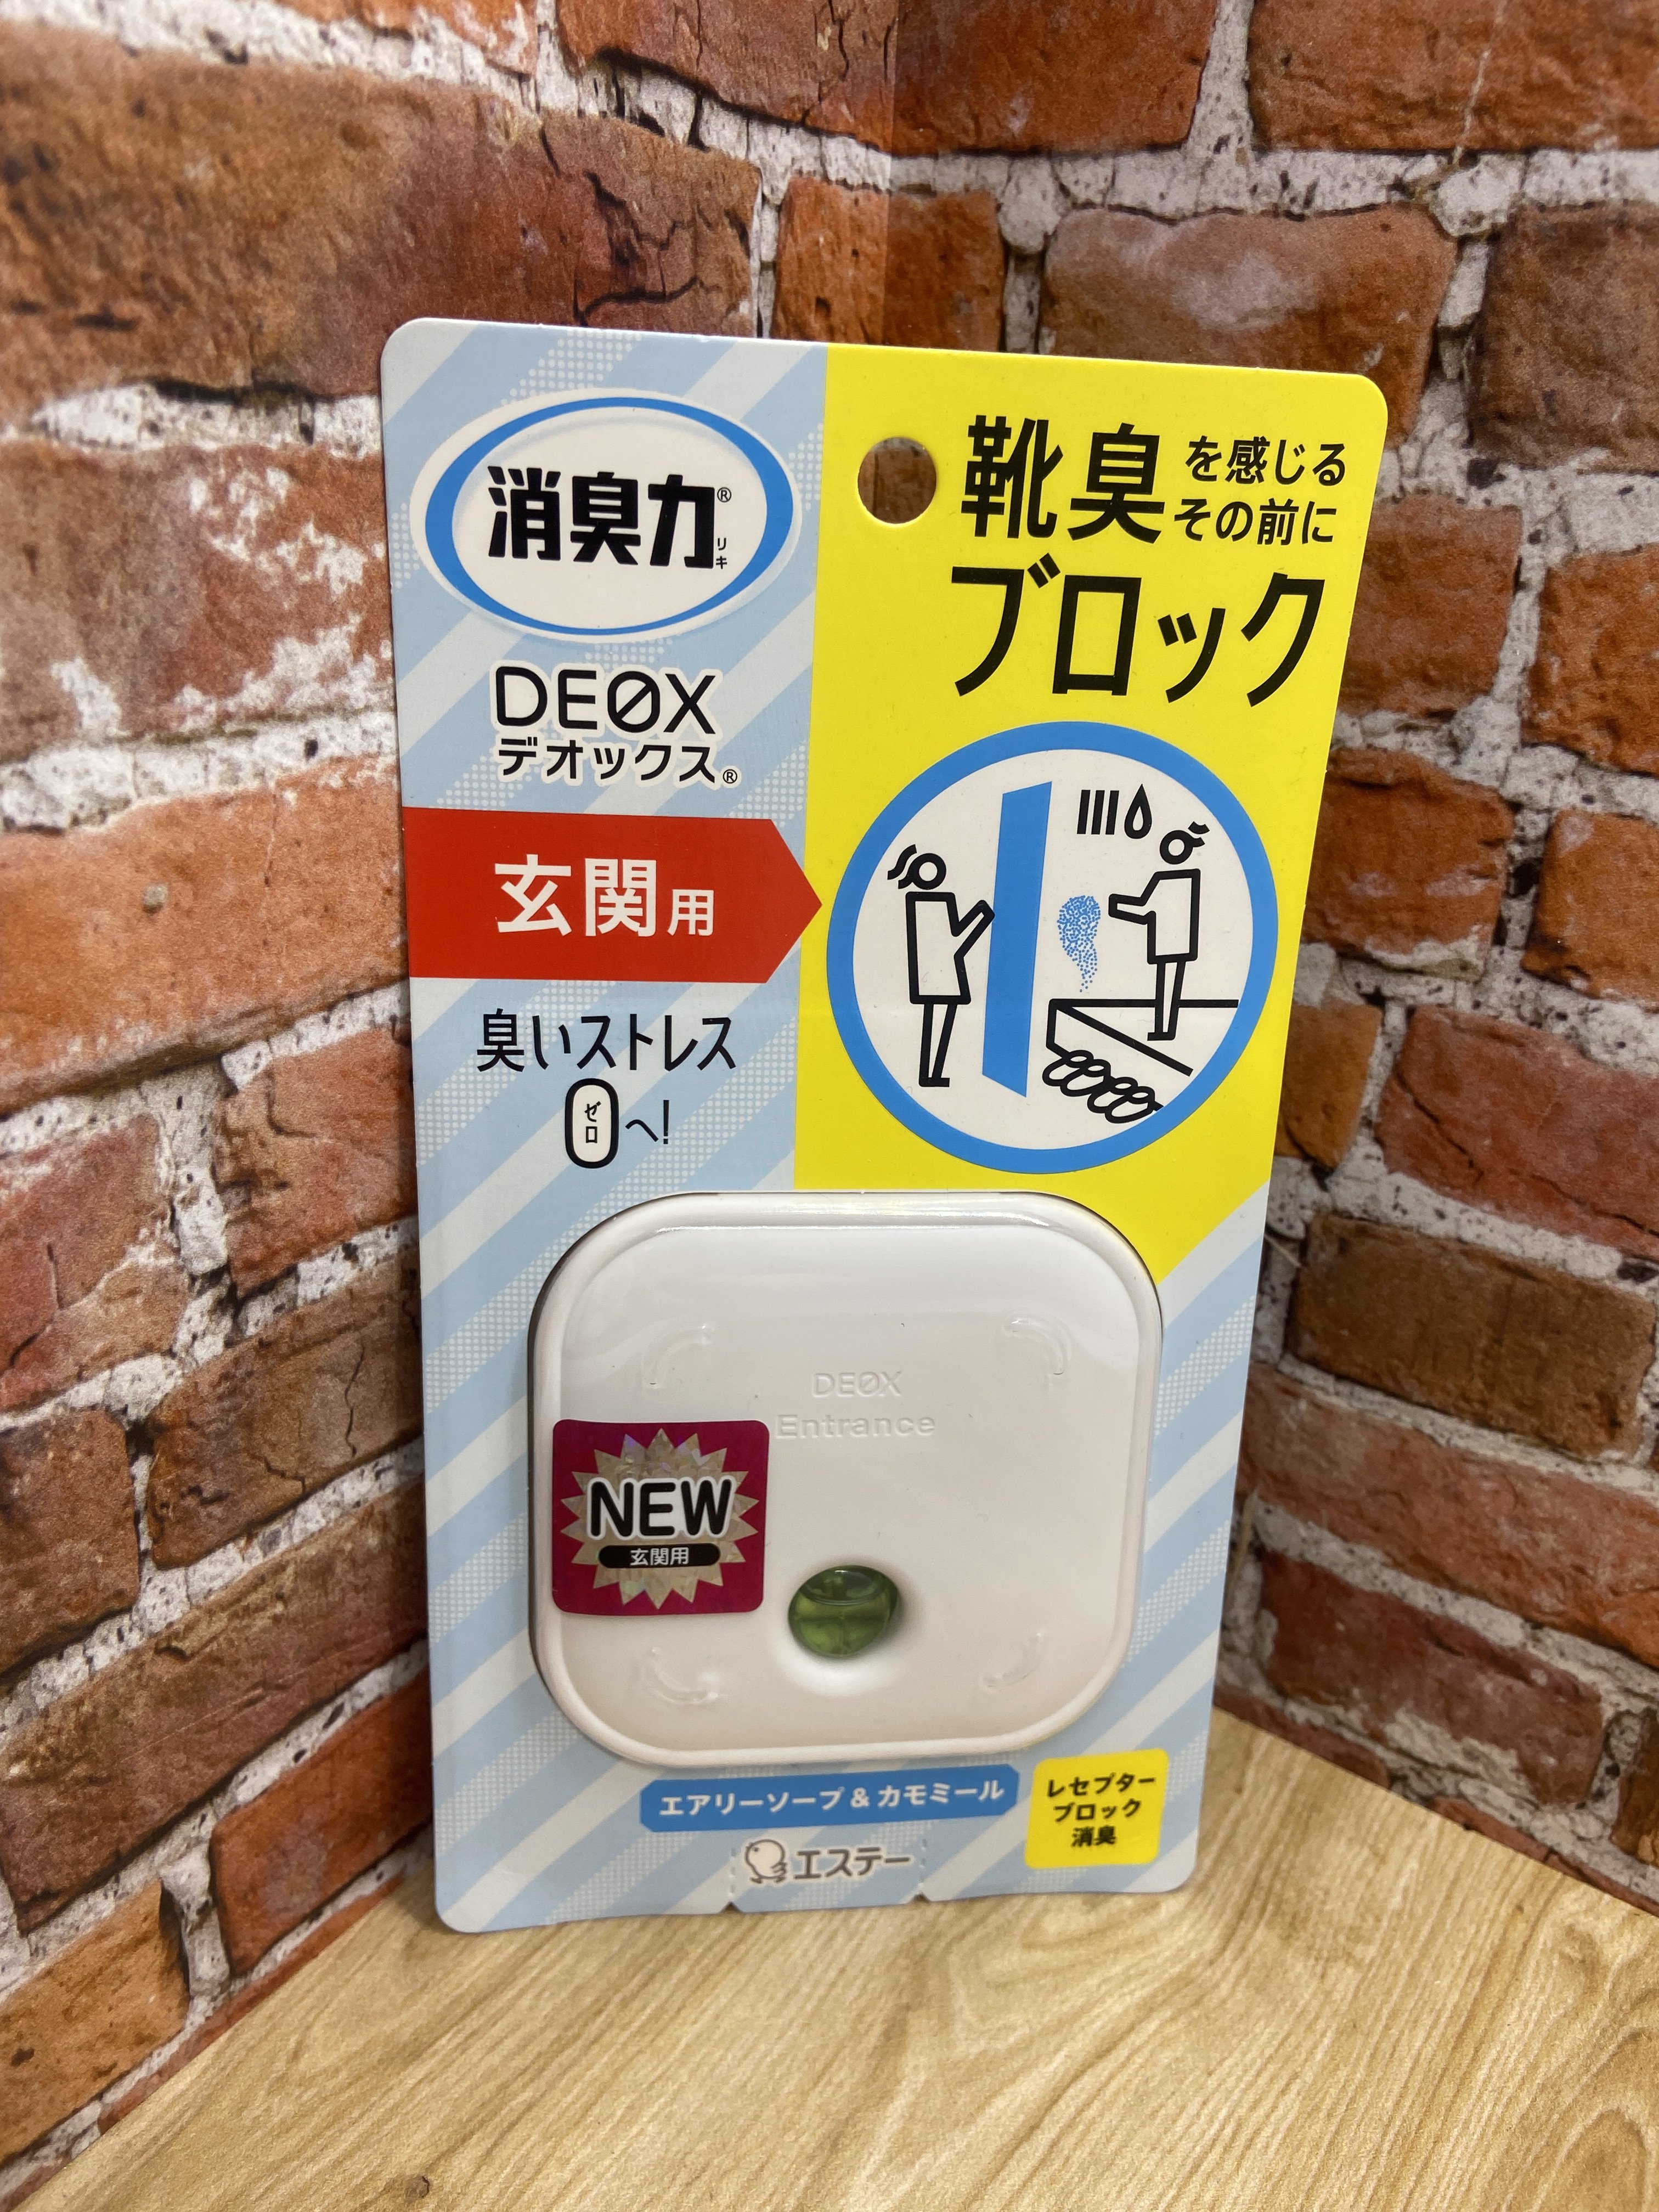 消臭力®
リキ
DEOX
デオックス®
玄関用
臭いストレス
0へ!
ゼロ
靴臭を感じる
その前に
ブロック
DEOX
Entrance
NEW
玄関用
エアリーソープ&カモミール
レセプター
ブロック
消臭
エステー